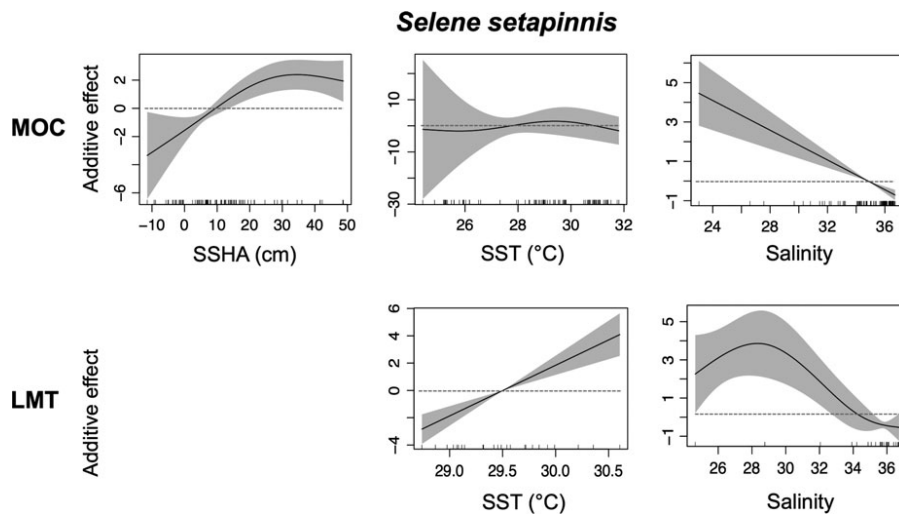 Selene setapinnis
MOC
Additive effect
2
0
-2
-6
-10 0 10 20 30 40 50
SSHA (cm)
10
-10
-30
26 28 30 32
SST (°C)
5
3
1
-1
24 28 32 36
Salinity
LMT
Additive effect
6
4
2
0
-4
29.0 29.5 30.0 30.5
SST (°C)
5
3
1
-1
26 28 30 32 34 36
Salinity